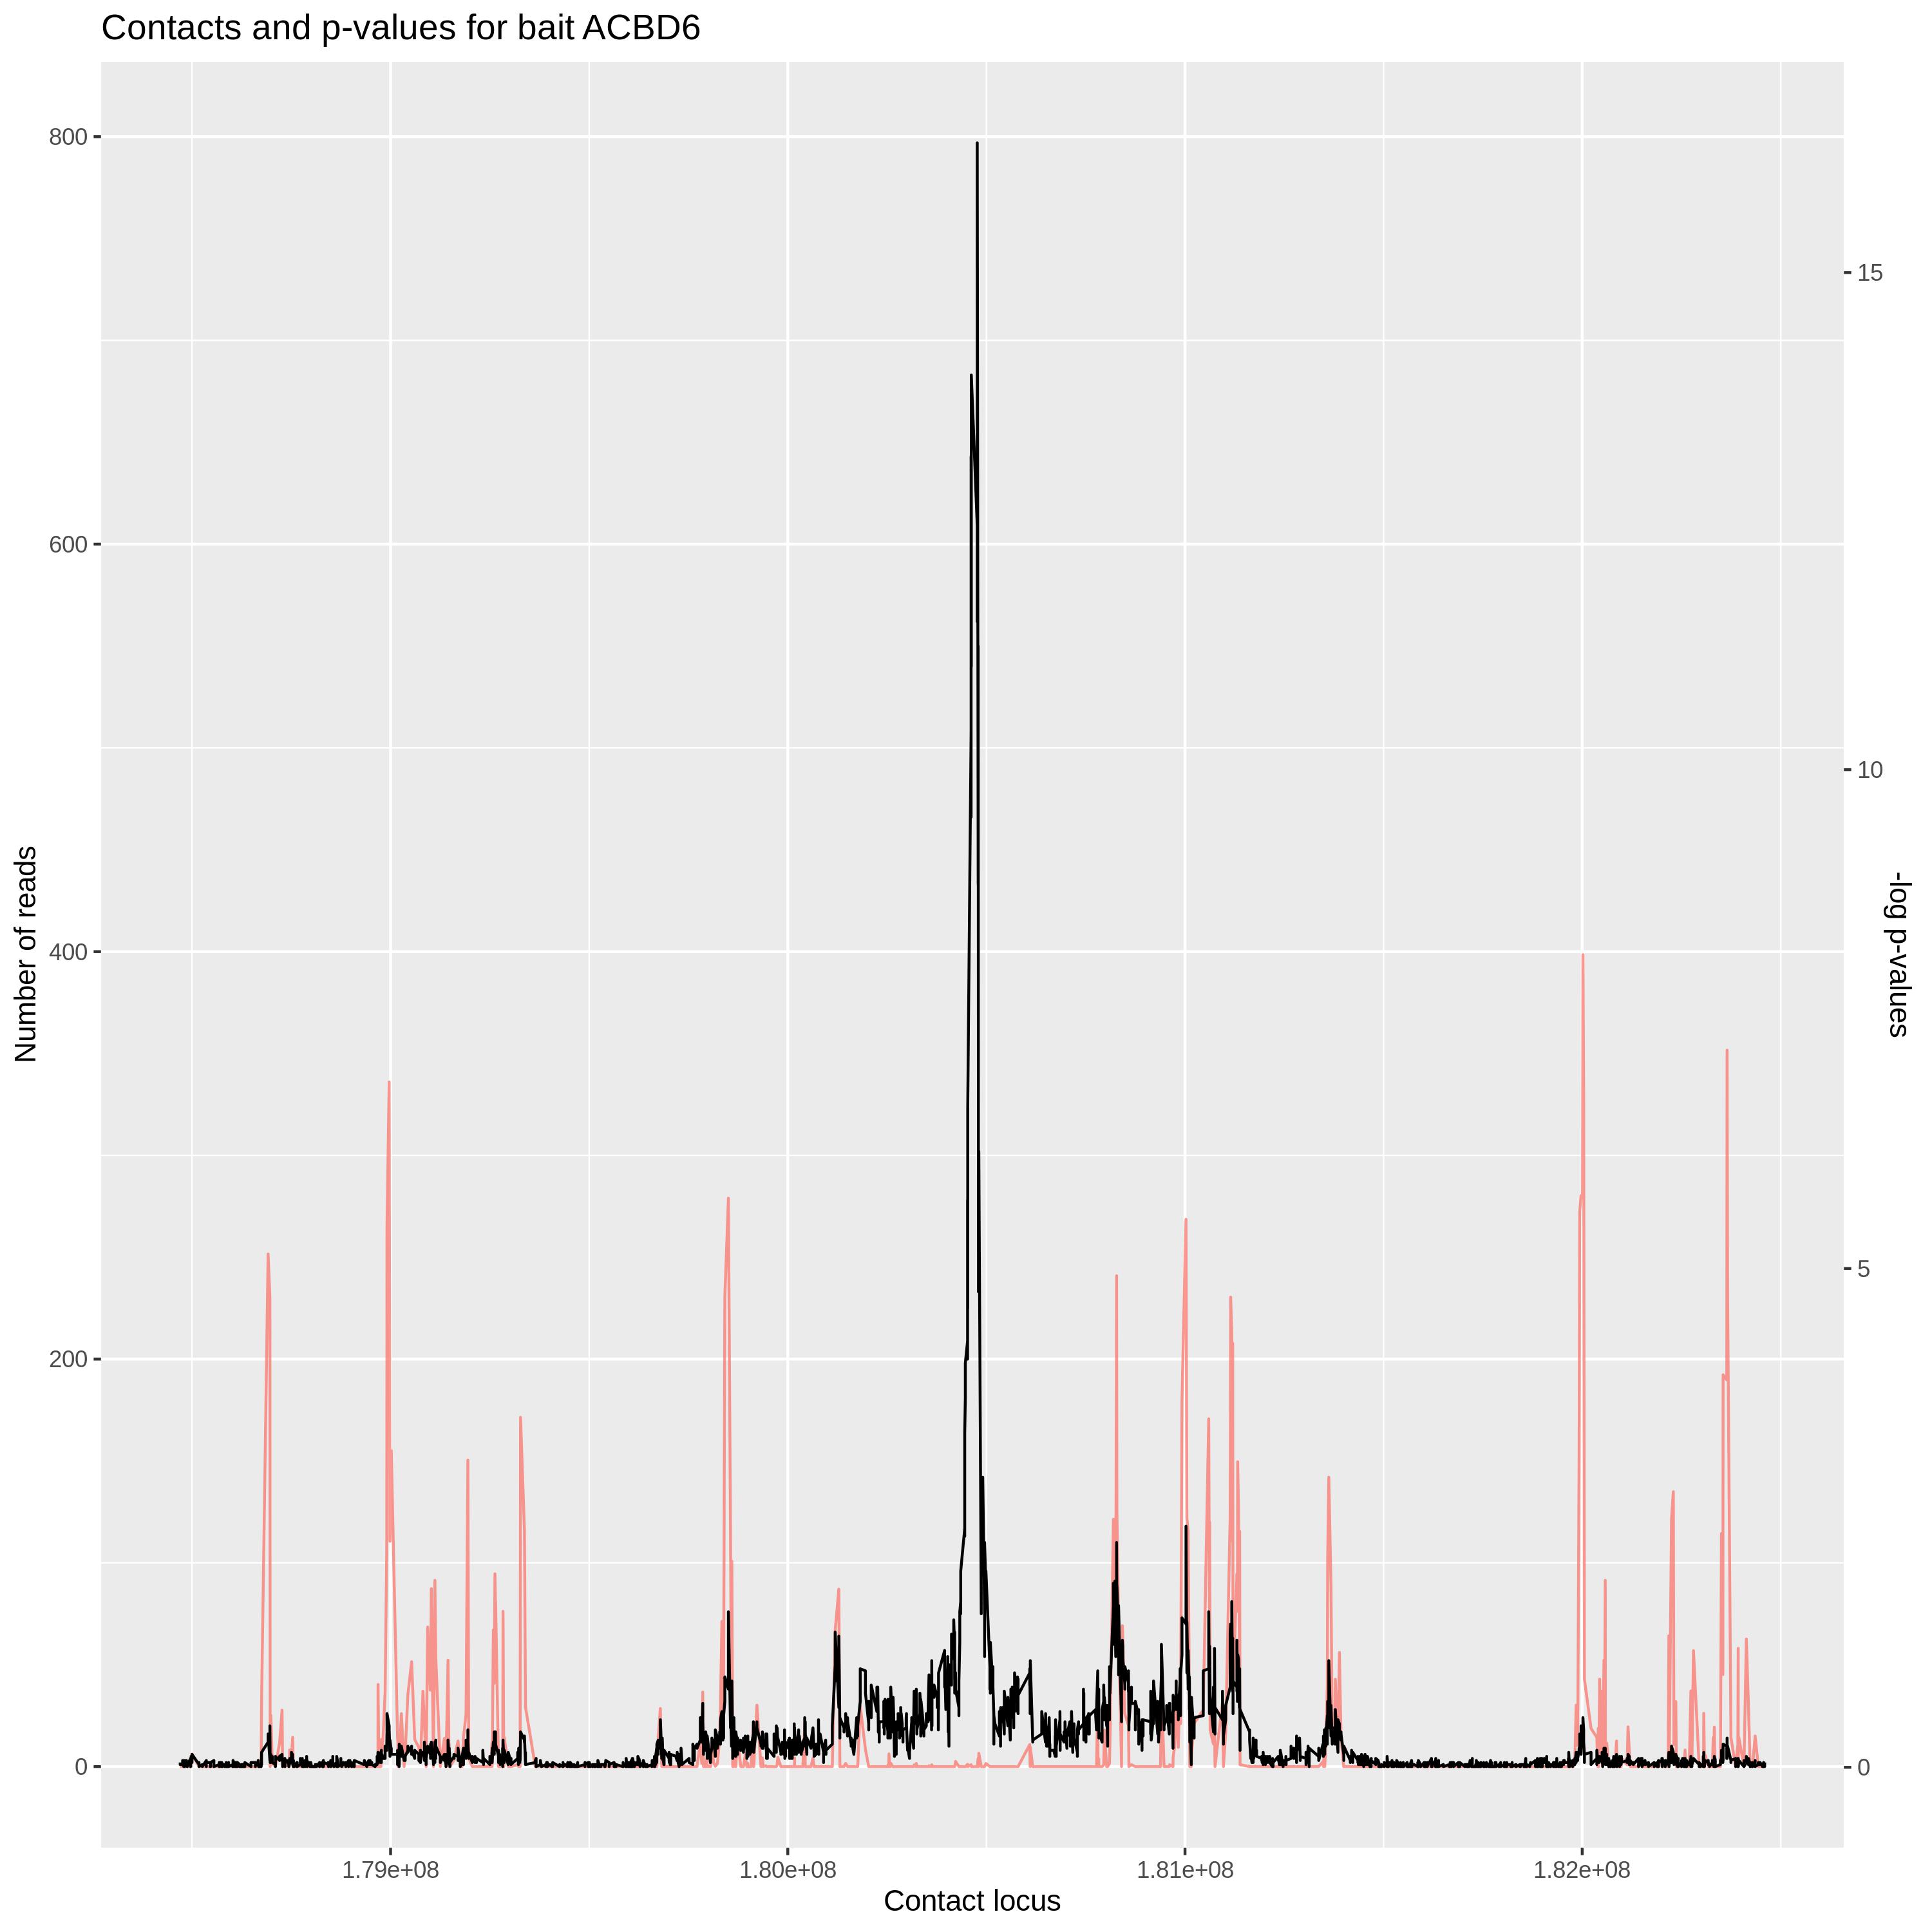 Contacts and p-values for bait ACBD6
800
600
400
200
0
Number of reads
15
10
5
0
-log p-values
1.79e+08
1.80e+08
1.81e+08
1.82e+08
Contact locus